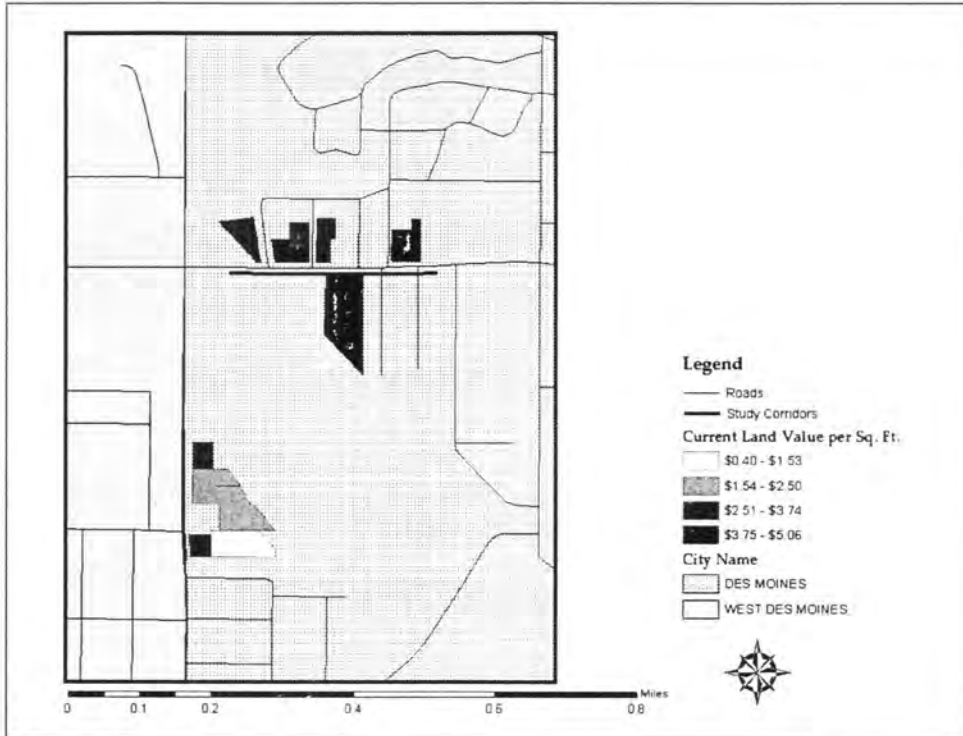 Legend
Roads
Study Corridors
Current Land Value per Sq. Ft.
$0.40 - $1.53
$1.54 - $2.50
$2.51 - $3.74
$3.75 - $5.06
City Name
DES MOINES
WEST DES MOINES
Miles
0 0.1 0.2 0.4 0.6 0.8